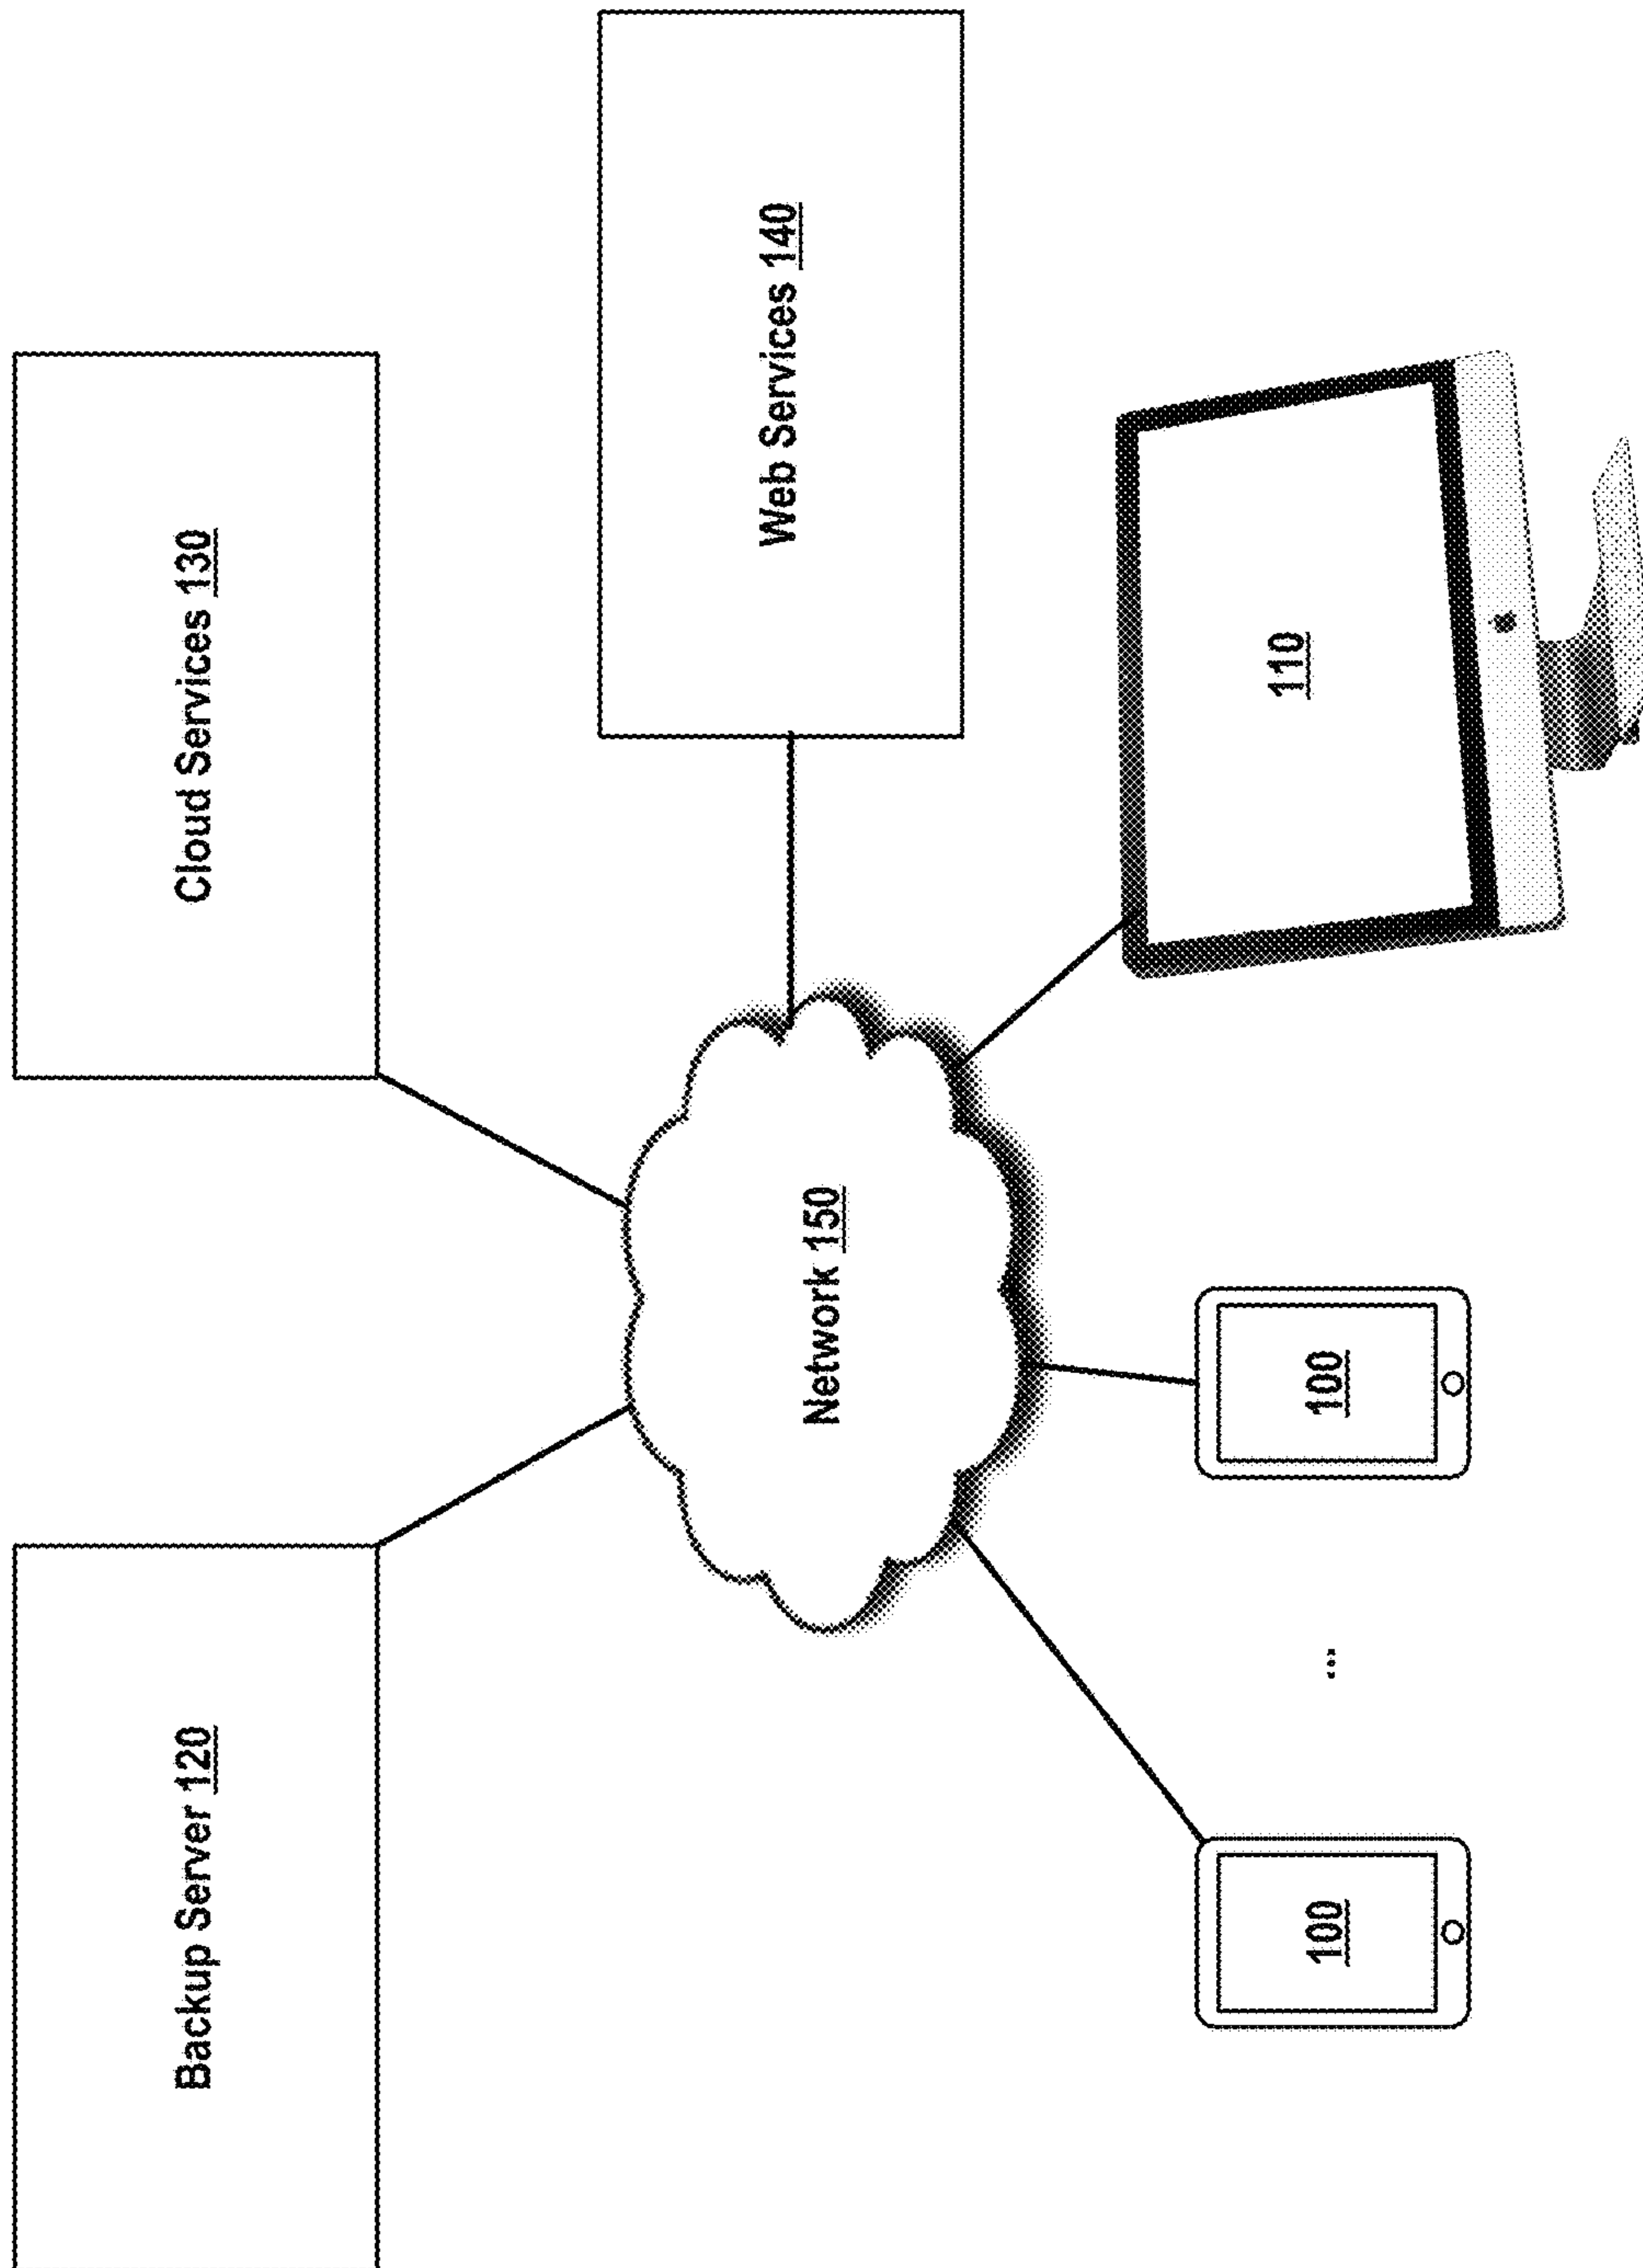 Backup Server 120
Cloud Services 130
Web Services 140
Network 150
100
...
100
110